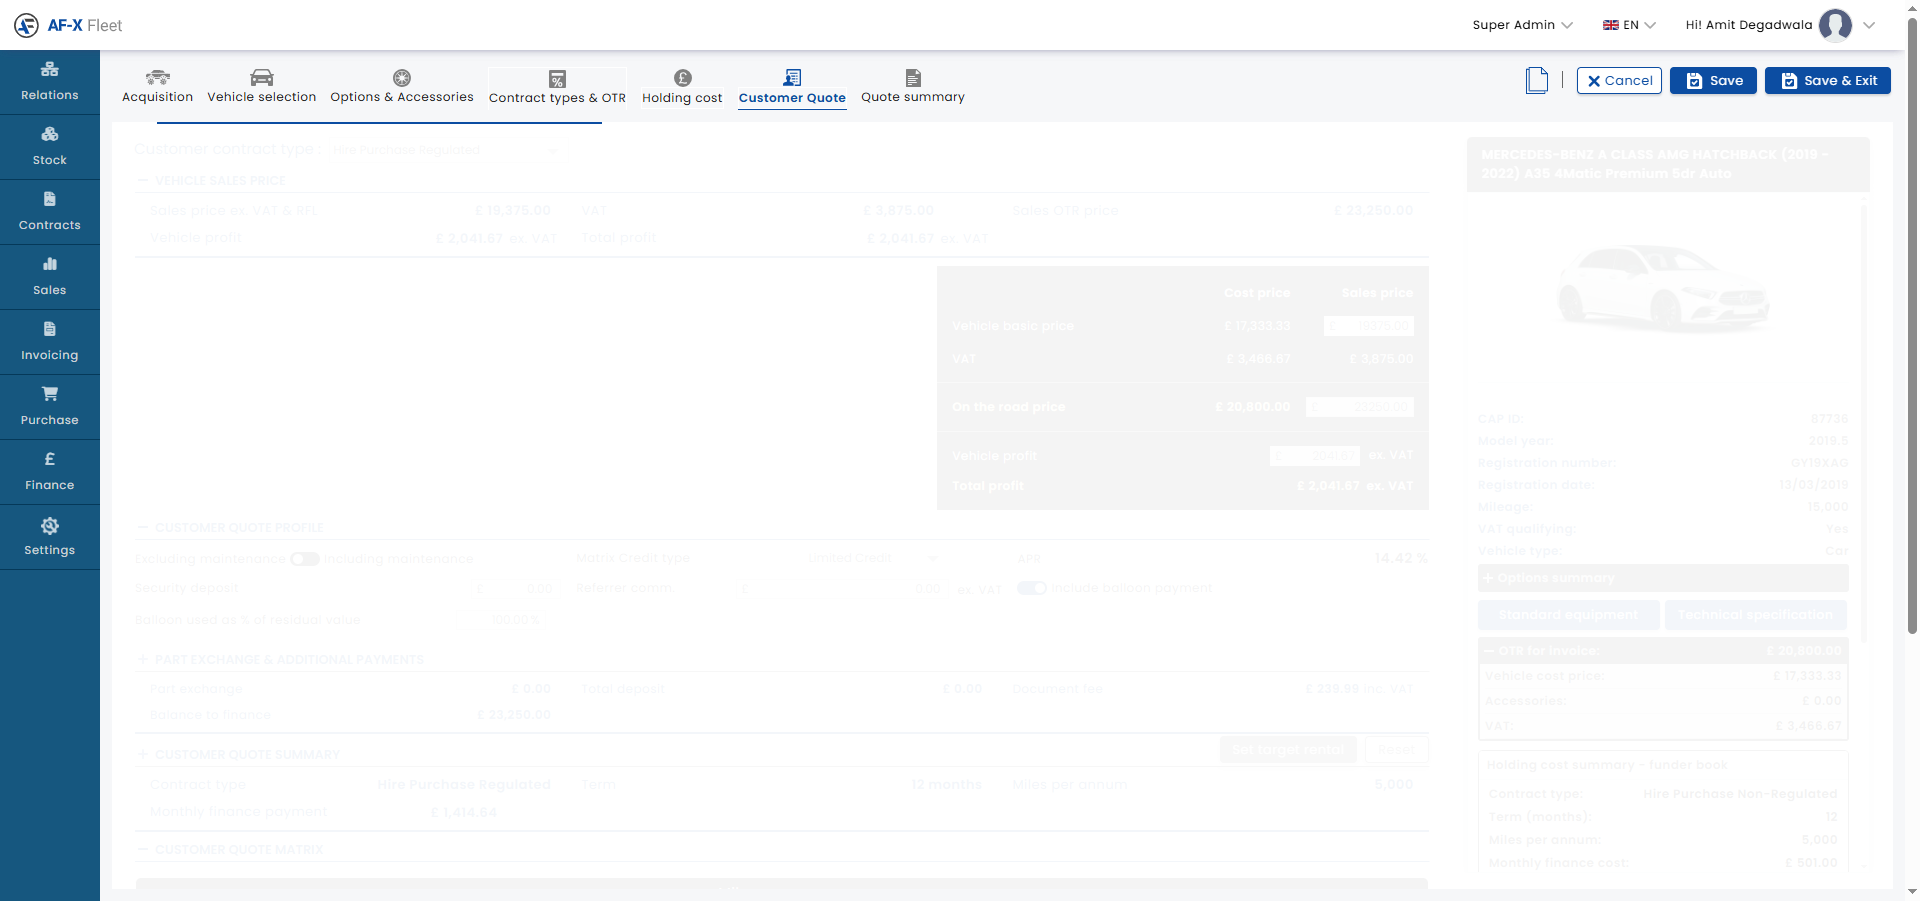 AF-X Fleet
Super Admin
EN
Hi! Amit Degadwala
Relations
Stock
Contracts
Sales
Invoicing
Purchase
£
Finance
Settings
Acquisition
Vehicle selection
Options & Accessories
Contract types & OTR
Holding cost
Customer Quote
Quote summary
Cancel
Save
Save & Exit
Customer contract type :
Hire Purchase Regulated
VEHICLE SALES PRICE
Sales price ex. VAT & RFL
£ 19,375.00
VAT
£ 3,875.00
Sales OTR price
£ 23,250.00
Vehicle profit
£ 2,041.67 ex. VAT
Total profit
£ 2,041.67 ex. VAT
Cost price
Sales price
Vehicle basic price
£ 17,333.33
£ 19375.00
VAT
£ 3,466.67
£ 3,875.00
On the road price
£ 20,800.00
£ 23250.00
Vehicle profit
£ 2041.67 ex. VAT
Total profit
£ 2,041.67 ex. VAT
CUSTOMER QUOTE PROFILE
Excluding maintenance
including maintenance
Matrix Credit type
Limited Credit
APR
14.42 %
Security deposit
£ 0.00
Referrer comm.
£ 0.00 ex. VAT
Include balloon payment
Balloon used as % of residual value
100.00 %
PART EXCHANGE & ADDITIONAL PAYMENTS
Part exchange
£ 0.00
Total deposit
£ 0.00
Document fee
£ 239.99 inc. VAT
Balance to finance
£ 23,250.00
CUSTOMER QUOTE SUMMARY
Set target rental
Reset
Contract type
Hire Purchase Regulated
Term
12 months
Miles per annum
5,000
Monthly finance payment
£ 1,414.64
CUSTOMER QUOTE MATRIX
MERCEDES-BENZ A CLASS AMG HATCHBACK (2019 -
2022) A35 4Matic Premium 5dr Auto
CAP ID:
87736
Model year:
2019.5
Registration number:
GY19XAG
Registration date:
13/03/2019
Mileage:
15,000
VAT qualifying:
Yes
Vehicle type:
Car
Options summary
Standard equipment
Technical specification
OTR for invoice:
£ 20,800.00
Vehicle cost price:
£ 17,333.33
Accessories:
£ 0.00
VAT:
£ 3,466.67
Holding cost summary - funder book
Contract type:
Hire Purchase Non-Regulated
Term (months):
12
Miles per annum:
5,000
Monthly finance cost:
£ 501.00